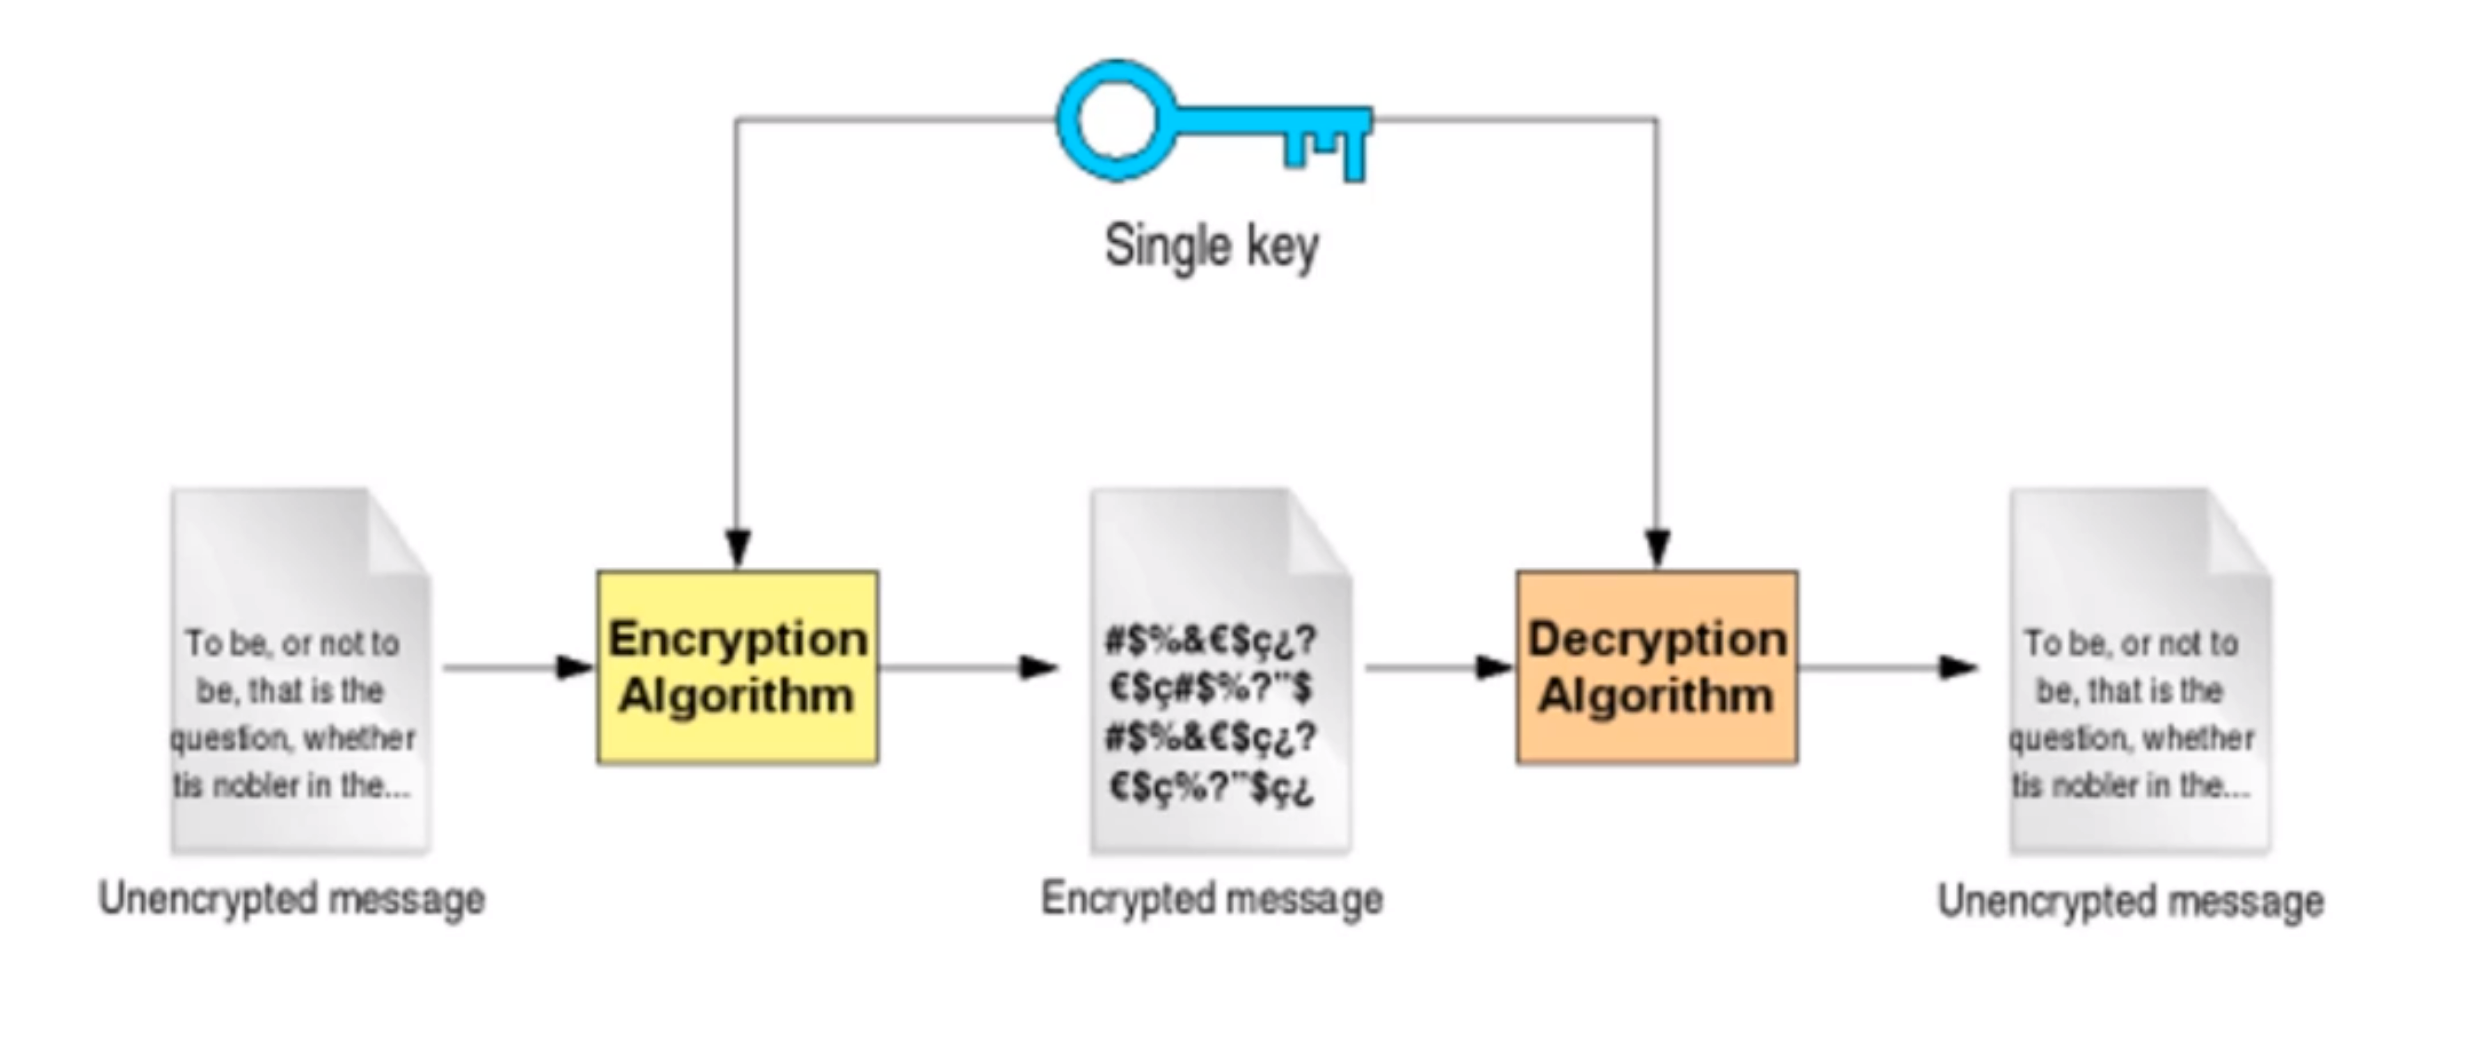 Single key
To be, or not to
be, that is the
question, whether
tis nobler in the...
Unencrypted message
Encryption
Algorithm
#$%&€$ç¿?
€$ç#$%?"$
#$%&€$ç¿?
€$ç%?"$ç¿
Encrypted message
Decryption
Algorithm
To be, or not to
be, that is the
question, whether
tis nobler in the...
Unencrypted message